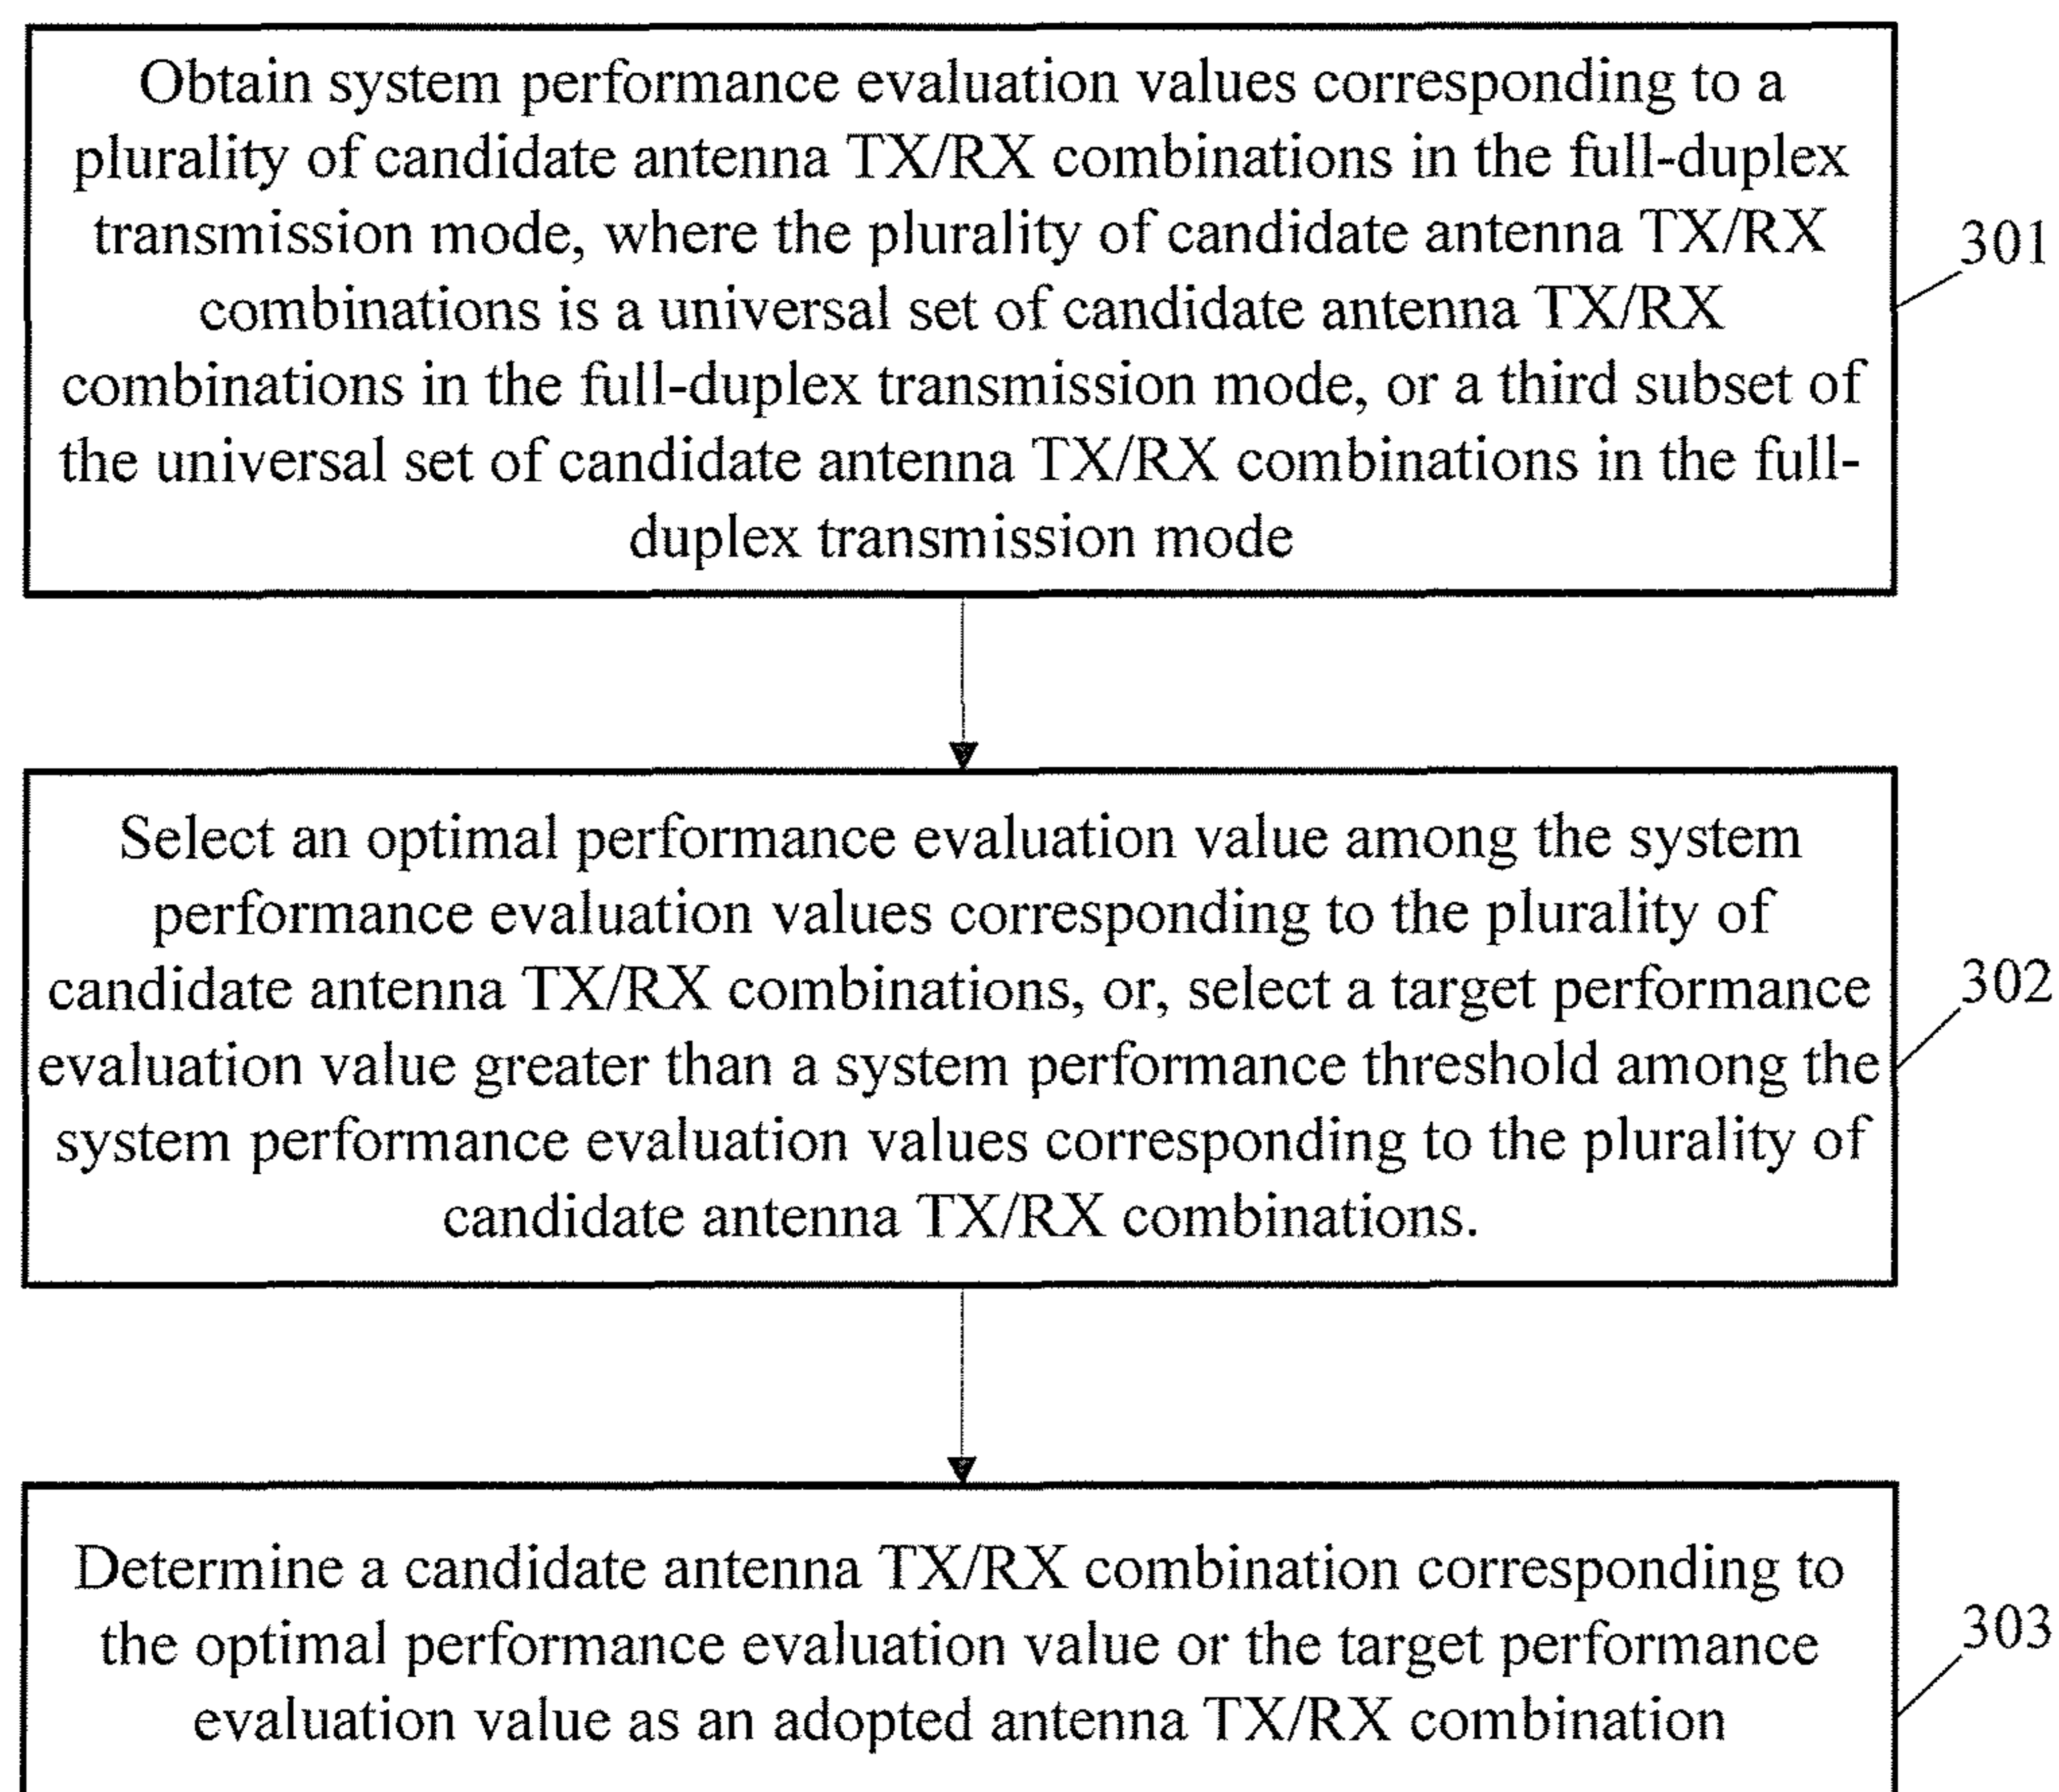 Obtain system performance evaluation values corresponding to a
plurality of candidate antenna TX/RX combinations in the full-duplex
transmission mode, where the plurality of candidate antenna TX/RX
combinations is a universal set of candidate antenna TX/RX
combinations in the full-duplex transmission mode, or a third subset of
the universal set of candidate antenna TX/RX combinations in the full-
duplex transmission mode
301
Select an optimal performance evaluation value among the system
performance evaluation values corresponding to the plurality of
candidate antenna TX/RX combinations, or, select a target performance
evaluation value greater than a system performance threshold among the
system performance evaluation values corresponding to the plurality of
candidate antenna TX/RX combinations.
302
Determine a candidate antenna TX/RX combination corresponding to
the optimal performance evaluation value or the target performance
evaluation value as an adopted antenna TX/RX combination
303